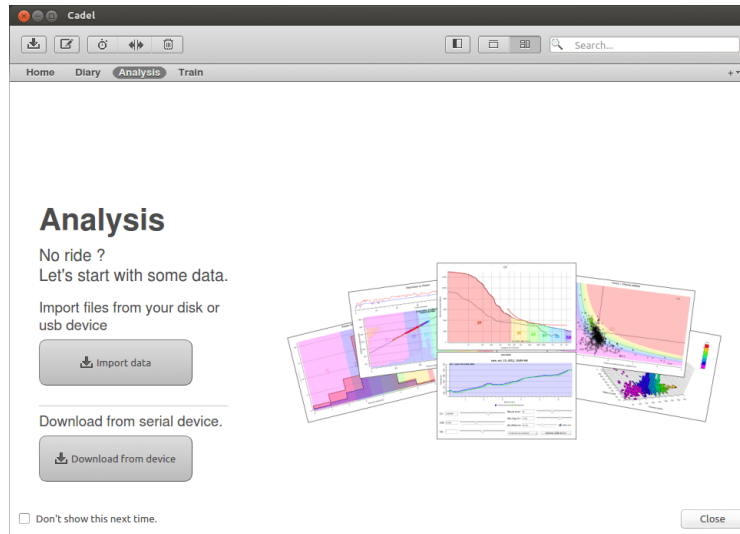 Cadel
Search...
Home Diary Analysis Train
+
Analysis
No ride ?
Let's start with some data.
Import files from your disk or
usb device
Import data
Download from serial device.
Download from device
Don't show this next time.
Close